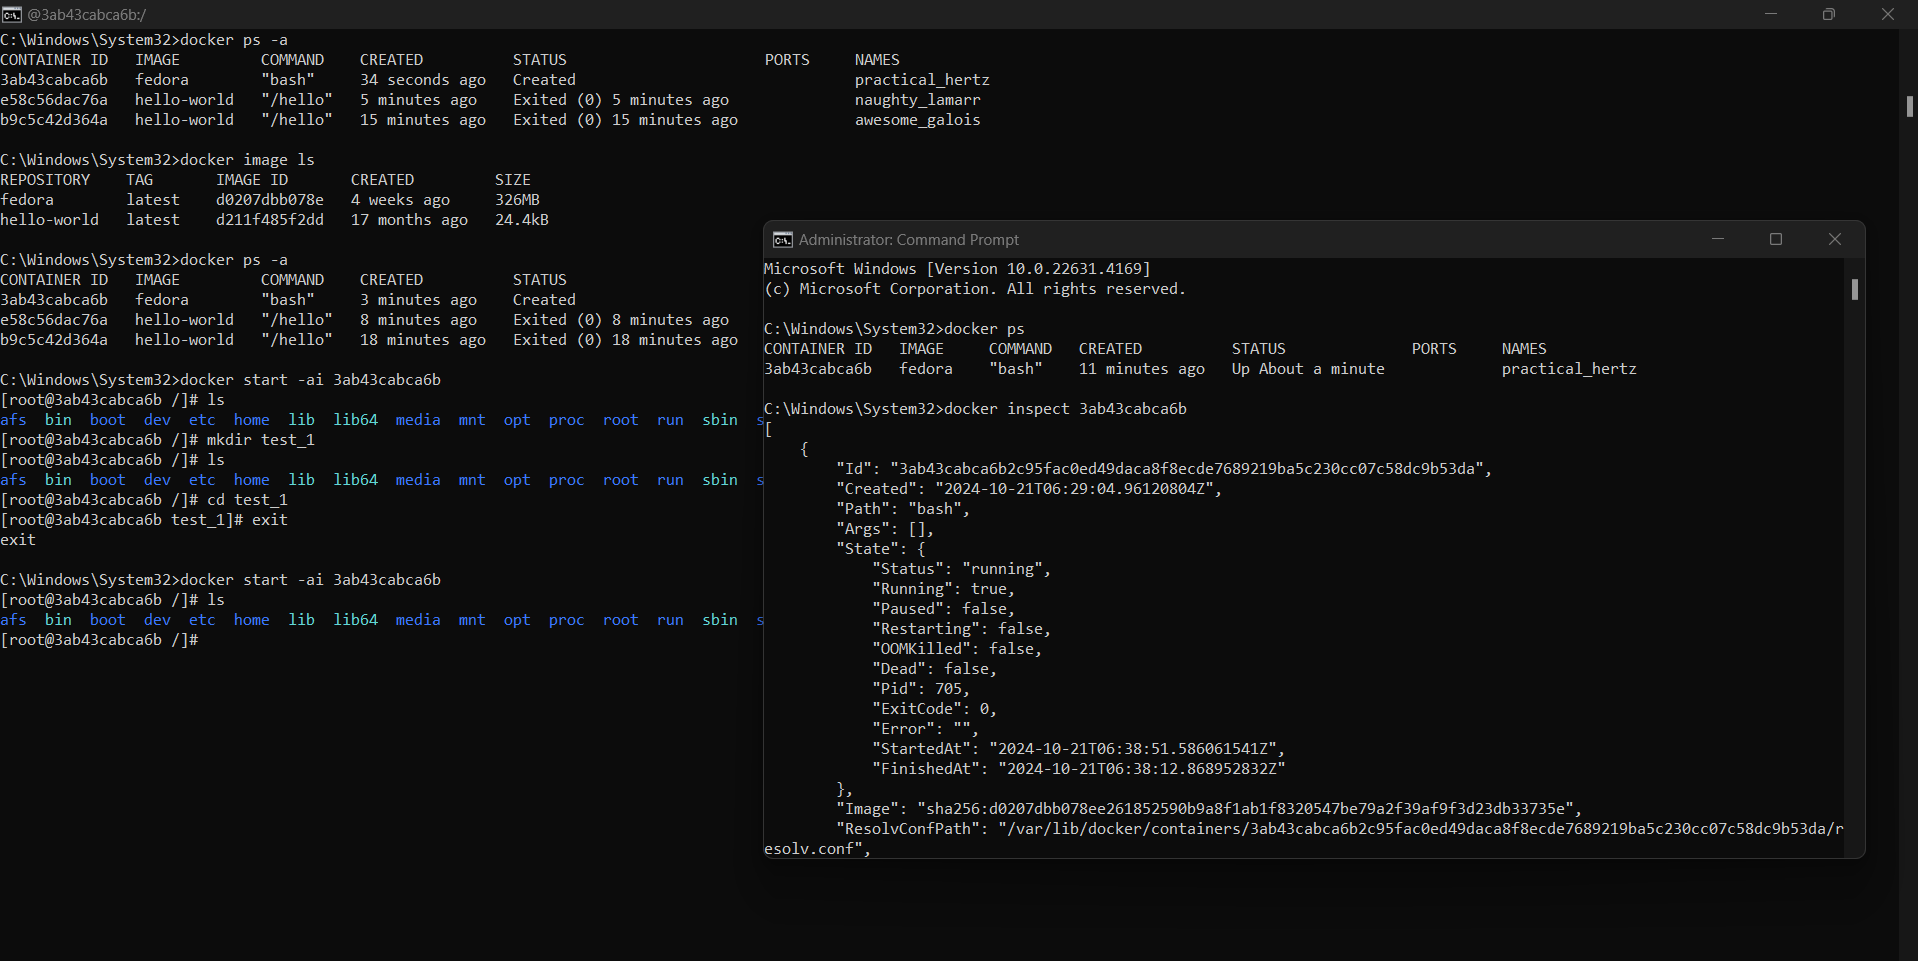 @3ab43cabca6b:/
C:\Windows\System32>docker ps -a
CONTAINER ID   IMAGE         COMMAND    CREATED          STATUS                      PORTS     NAMES
3ab43cabca6b   fedora        "bash"     34 seconds ago   Created                               practical_hertz
e58c56dac76a   hello-world   "/hello"   5 minutes ago    Exited (0) 5 minutes ago              naughty_lamarr
b9c5c42d364a   hello-world   "/hello"   15 minutes ago   Exited (0) 15 minutes ago             awesome_galois
C:\Windows\System32>docker image ls
REPOSITORY    TAG       IMAGE ID       CREATED         SIZE
fedora        latest    d0207dbb078e   4 weeks ago     326MB
hello-world   latest    d211f485f2dd   17 months ago   24.4kB
C:\Windows\System32>docker ps -a
CONTAINER ID   IMAGE         COMMAND    CREATED          STATUS
3ab43cabca6b   fedora        "bash"     3 minutes ago    Created
e58c56dac76a   hello-world   "/hello"   8 minutes ago    Exited (0) 8 minutes ago
b9c5c42d364a   hello-world   "/hello"   18 minutes ago   Exited (0) 18 minutes ago
C:\Windows\System32>docker start -ai 3ab43cabca6b
[root@3ab43cabca6b /]# ls
afs  bin  boot  dev  etc  home  lib  lib64  media  mnt  opt  proc  root  run  sbin  s
[root@3ab43cabca6b /]# mkdir test_1
[root@3ab43cabca6b /]# ls
afs  bin  boot  dev  etc  home  lib  lib64  media  mnt  opt  proc  root  run  sbin  s
[root@3ab43cabca6b /]# cd test_1
[root@3ab43cabca6b test_1]# exit
exit
C:\Windows\System32>docker start -ai 3ab43cabca6b
[root@3ab43cabca6b /]# ls
afs  bin  boot  dev  etc  home  lib  lib64  media  mnt  opt  proc  root  run  sbin  s
[root@3ab43cabca6b /]#
Administrator: Command Prompt
Microsoft Windows [Version 10.0.22631.4169]
(c) Microsoft Corporation. All rights reserved.
C:\Windows\System32>docker ps
CONTAINER ID   IMAGE     COMMAND   CREATED          STATUS              PORTS     NAMES
3ab43cabca6b   fedora    "bash"    11 minutes ago   Up About a minute             practical_hertz
C:\Windows\System32>docker inspect 3ab43cabca6b
[
    {
        "Id": "3ab43cabca6b2c95fac0ed49daca8f8ecde7689219ba5c230cc07c58dc9b53da",
        "Created": "2024-10-21T06:29:04.96120804Z",
        "Path": "bash",
        "Args": [],
        "State": {
            "Status": "running",
            "Running": true,
            "Paused": false,
            "Restarting": false,
            "OOMKilled": false,
            "Dead": false,
            "Pid": 705,
            "ExitCode": 0,
            "Error": "",
            "StartedAt": "2024-10-21T06:38:51.586061541Z",
            "FinishedAt": "2024-10-21T06:38:12.868952832Z"
        },
        "Image": "sha256:d0207dbb078ee261852590b9a8f1ab1f8320547be79a2f39af9f3d23db33735e",
        "ResolvConfPath": "/var/lib/docker/containers/3ab43cabca6b2c95fac0ed49daca8f8ecde7689219ba5c230cc07c58dc9b53da/r
esolv.conf",